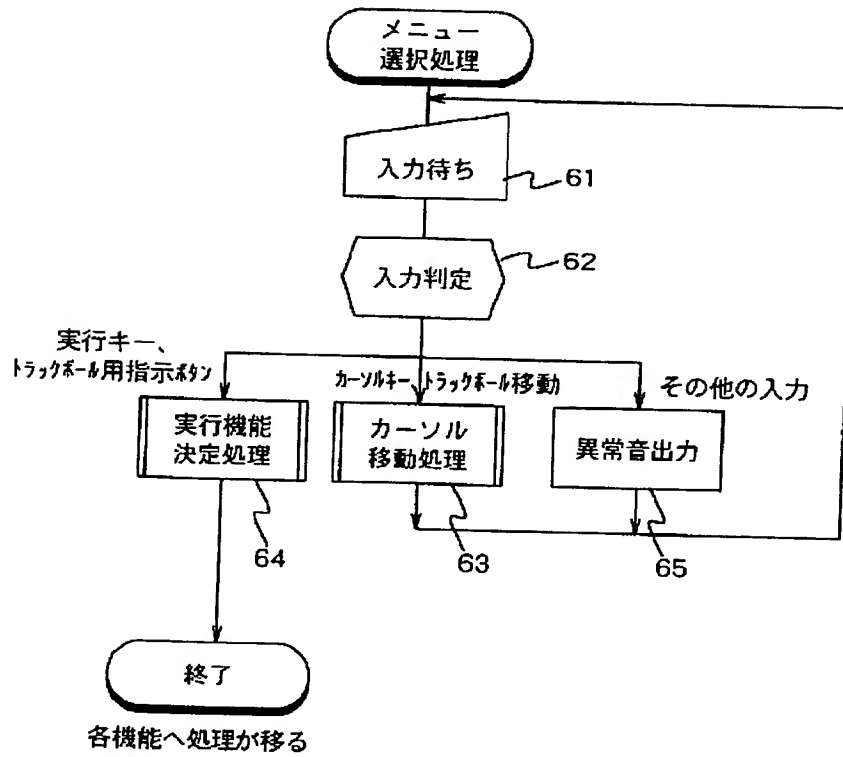 メニュー
選択処理
入力待ち
61
入力判定
62
実行キー、
トラックボール用指示ボタン
カーソルキー、トラックボール移動
その他の入力
実行機能
決定処理
カーソル
移動処理
異常音出力
64
63
65
終了
各機能へ処理が移る